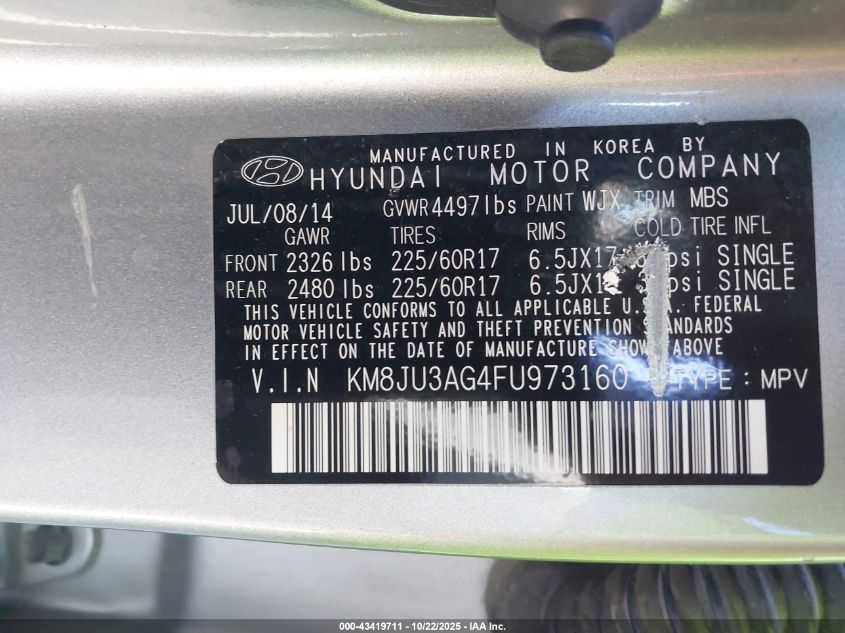 MANUFACTURED IN KOREA BY
HYUNDAI MOTOR COMPANY
JUL/08/14 GVWR 4497lbs PAINT WJX TRIM MBS
GAWR TIRES RIMS COLD TIRE INFL
FRONT 2326 lbs 225/60R17 6.5JX17 psi SINGLE
REAR 2480 lbs 225/60R17 psi SINGLE
THIS VEHICLE CONFORMS TO ALL APPLICABLE U.S.A. FEDERAL
MOTOR VEHICLE SAFETY AND THEFT PREVENTION STANDARDS
IN EFFECT ON THE DATE OF MANUFACTURE SHOWN ABOVE
V.I.N KM8JU3AG4FU973160 TYPE : MPV
000-43419711 - 10/22/2025 - IAA Inc.